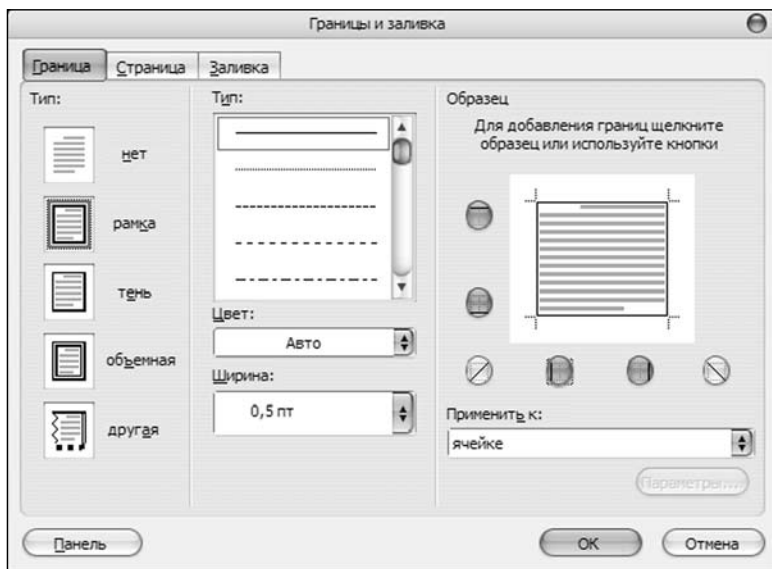 Границы и заливка
Граница Страница Заливка
Тип:
нет
рамка
тень
объемная
другая
Тип:
Цвет:
Авто
Ширина:
0,5 пт
Образец
Для добавления границ щелкните
образец или используйте кнопки
Применить к:
ячейке
Параметры...
Панель
OK
Отмена